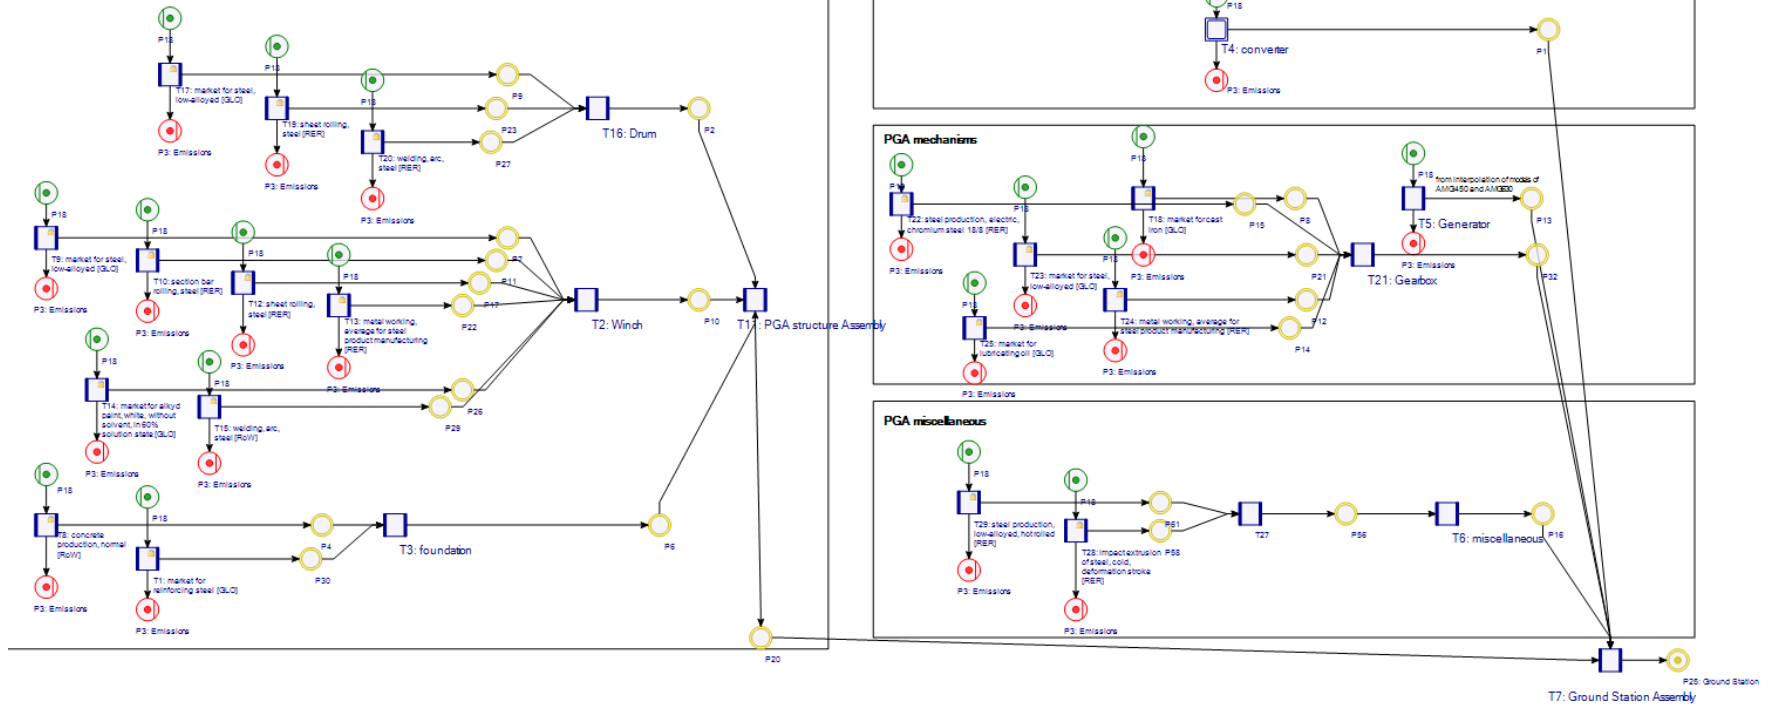 P18
T17: market for steel,
low-alloyed [GLO]
P3: Emissions
P18
T19: sheet rolling,
steel [RER]
P3: Emissions
P18
T20: welding, arc,
steel [RER]
P3: Emissions
P9
P23
P27
T16: Drum
P2
P18
T9: market for steel,
low-alloyed [GLO]
P3: Emissions
P18
T10: section bar
rolling, steel [RER]
P3: Emissions
P18
T12: sheet rolling,
steel [RER]
P3: Emissions
P18
T13: metal working,
average for steel
product manufacturing
[RER]
P3: Emissions
P7
P11
P17
P22
T2: Winch
P10
PGA structure Assembly
P18
T14: market for alkyd
paint, white, without
solvent, in 60%
solution state [GLO]
P3: Emissions
P18
T15: welding, arc,
steel [RoW]
P3: Emissions
P26
P29
P18
T8: concrete
production, normal
[RoW]
P3: Emissions
P18
T1: market for
reinforcing steel [GLO]
P3: Emissions
P4
P30
T3: foundation
P6
P20
P18
T4: converter
P3: Emissions
P1
PGA mechanisms
T22: steel production, electric,
chromium steel 18/8 [RER]
P3: Emissions
P18
T23: market for steel,
low-alloyed [GLO]
P3: Emissions
P18
T18: market for cast
iron [GLO]
P3: Emissions
P18
T24: metal working, average for
steel product manufacturing [RER]
P3: Emissions
P18
T25: market for
lubricating oil [GLO]
P3: Emissions
P15
P8
P21
P12
P14
T21: Gearbox
P18
from interpolation of modes of
AMG450 and AMG630
T5: Generator
P3: Emissions
P13
P32
PGA miscellaneous
P18
T29: steel production,
low-alloyed, hot rolled
[RER]
P3: Emissions
P18
T28: impact extrusion
of steel, cold,
deformation stroke
[RER]
P3: Emissions
P61
P58
T27
P56
T6: miscellaneous
P16
P25: Ground Station
T7: Ground Station Assembly